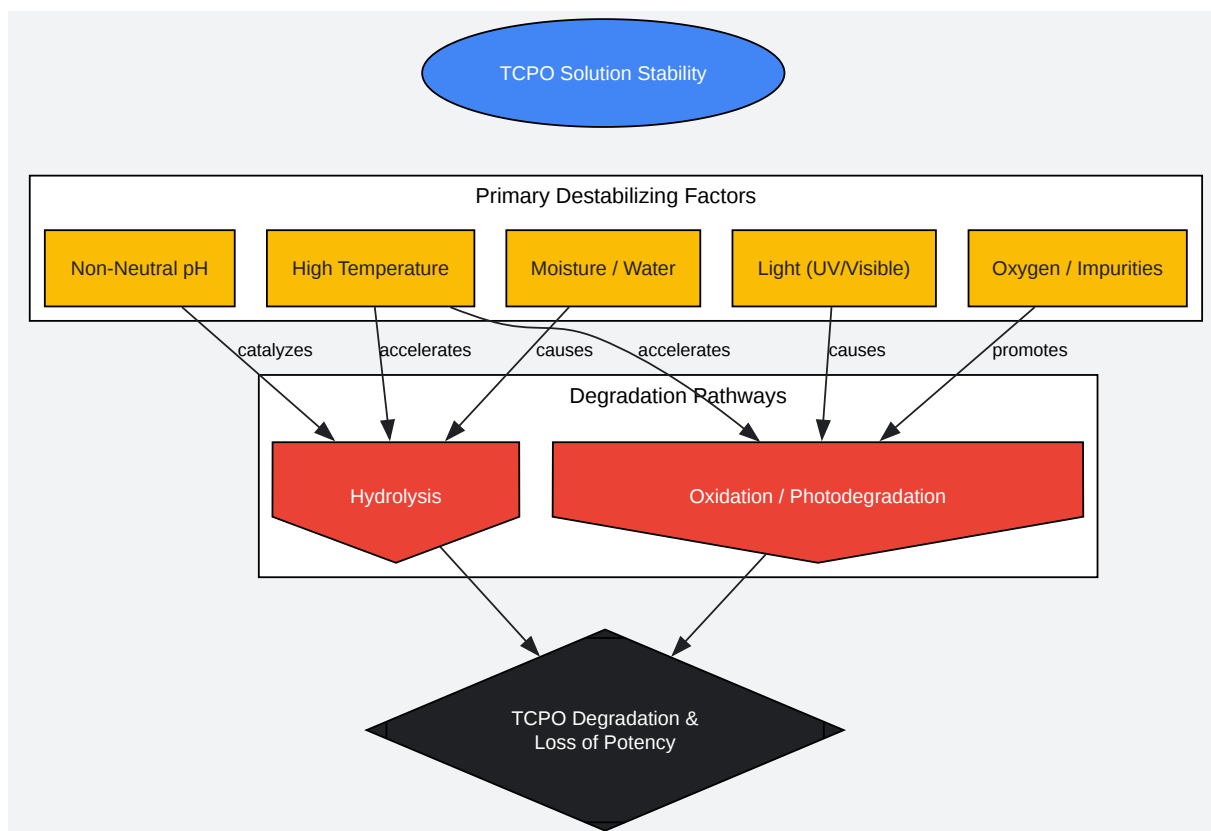 TCPO Solution Stability
Primary Destabilizing Factors
Non-Neutral pH
High Temperature
Moisture / Water
Light (UV/Visible)
Oxygen / Impurities
catalyzes
accelerates
causes
accelerates
causes
promotes
Degradation Pathways
Hydrolysis
Oxidation / Photodegradation
TCPO Degradation &
Loss of Potency